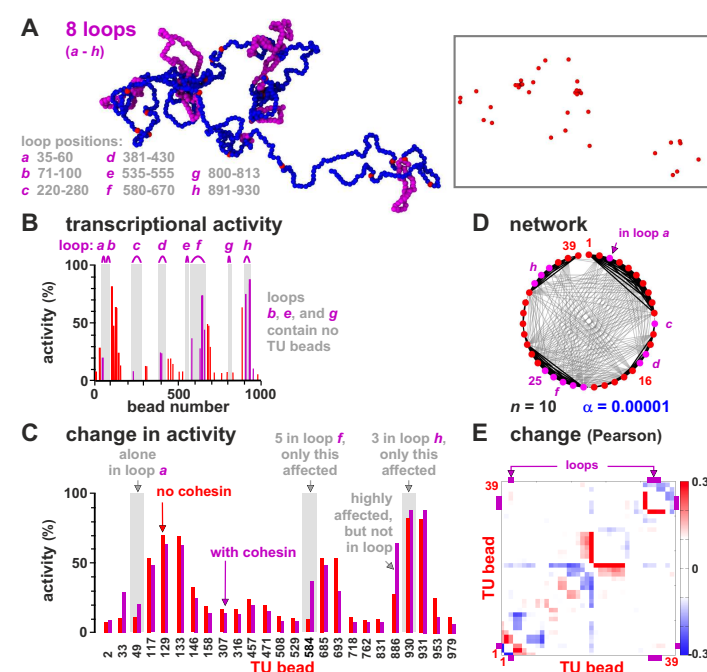 A 8 loops
(a - h)
loop positions:
a 35-60 d 381-430
b 71-100 e 535-555 g 800-813
c 220-280 f 580-670 h 891-930
B transcriptional activity
loop: a b c d e f g h
100
50
0
activity (%)
0 500 1000
bead number
loops
b, e, and g
contain no
TU beads
D network
39 1 in loop a
h
c
d
25 16
f
n = 10 α = 0.00001
C change in activity
alone
in loop a
5 in loop f,
only this
affected
3 in loop h,
only this
affected
no cohesin
with cohesin
highly
affected,
but not
in loop
100
50
0
activity (%)
2 33 49 117 129 133 146 158 307 316 457 471 508 529 584 685 693 718 762 831 886 930 931 953 979
TU bead
E change (Pearson)
loops
39
TU bead
1
1 39
TU bead
0.3
0
-0.3